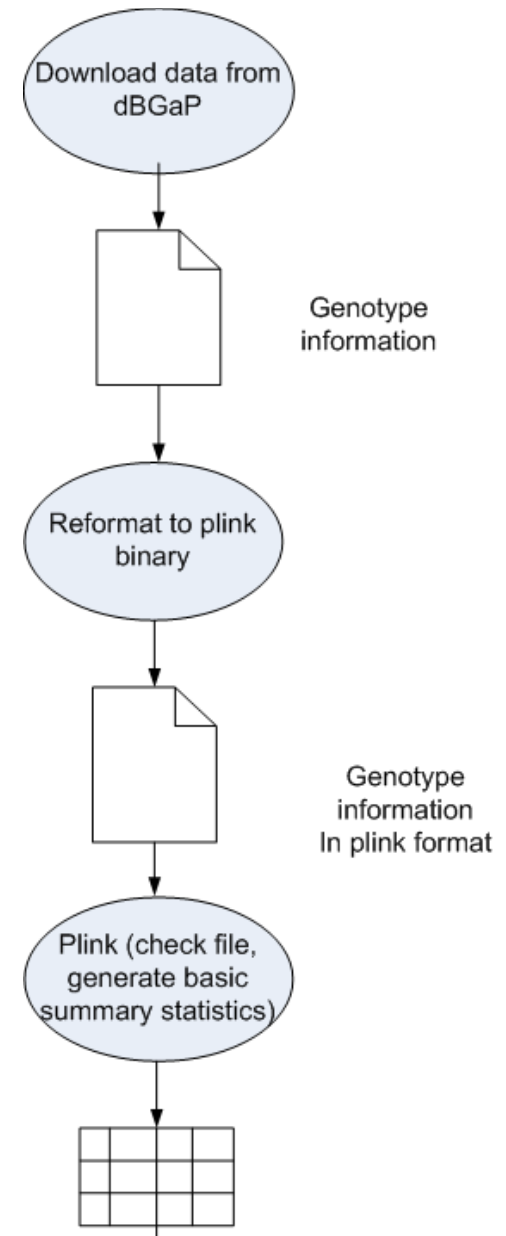 Download data from
dBGaP
Genotype
information
Reformat to plink
binary
Genotype
information
In plink format
Plink (check file,
generate basic
summary statistics)